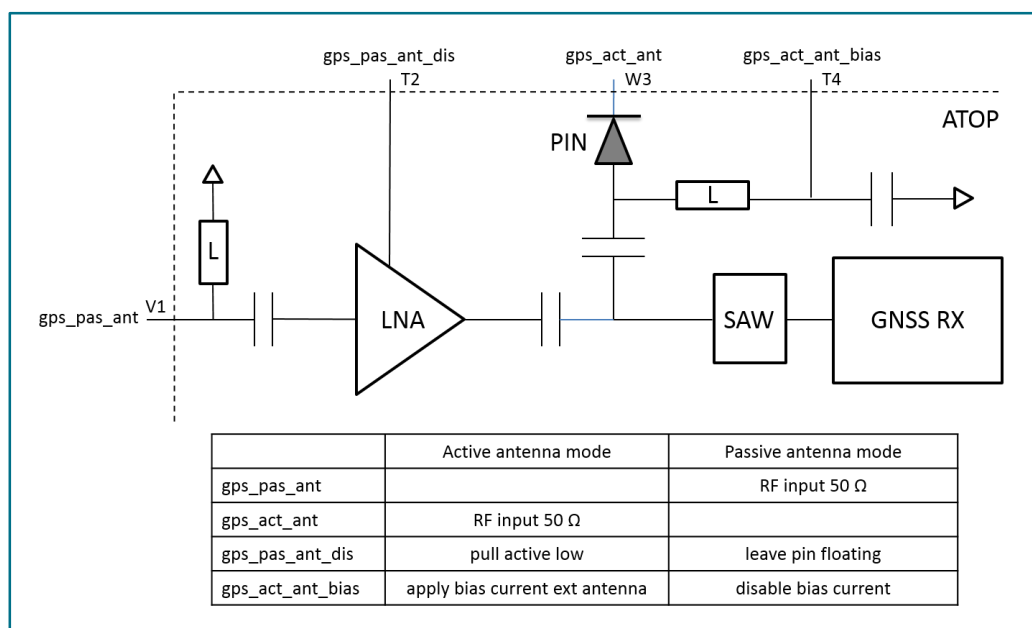 gps_pas_ant_dis
gps_act_ant
gps_act_ant_bias
T2
W3
T4
ATOP
PIN
L
L
V1
gps_pas_ant
LNA
SAW
GNSS RX
Active antenna mode Passive antenna mode
gps_pas_ant RF input 50 Ω
gps_act_ant RF input 50 Ω
gps_pas_ant_dis pull active low leave pin floating
gps_act_ant_bias apply bias current ext antenna disable bias current